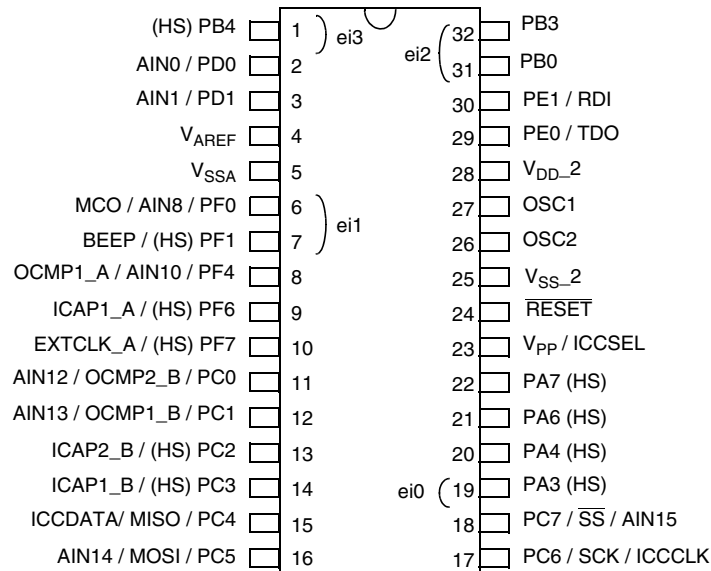 (HS) PB4 1 ei3 ei2 32 PB3
AIN0 / PD0 2 31 PB0
AIN1 / PD1 3 30 PE1 / RDI
VAREF 4 29 PE0 / TDO
VSSA 5 28 VDD_2
MCO / AIN8 / PF0 6 ei1 27 OSC1
BEEP / (HS) PF1 7 26 OSC2
OCMP1_A / AIN10 / PF4 8 25 VSS_2
ICAP1_A / (HS) PF6 9 24 RESET
EXTCLK_A / (HS) PF7 10 23 VPP / ICCSEL
AIN12 / OCMP2_B / PC0 11 22 PA7 (HS)
AIN13 / OCMP1_B / PC1 12 21 PA6 (HS)
ICAP2_B / (HS) PC2 13 20 PA4 (HS)
ICAP1_B / (HS) PC3 14 ei0 19 PA3 (HS)
ICCDATA/ MISO / PC4 15 18 PC7 / SS / AIN15
AIN14 / MOSI / PC5 16 17 PC6 / SCK / ICCCLK